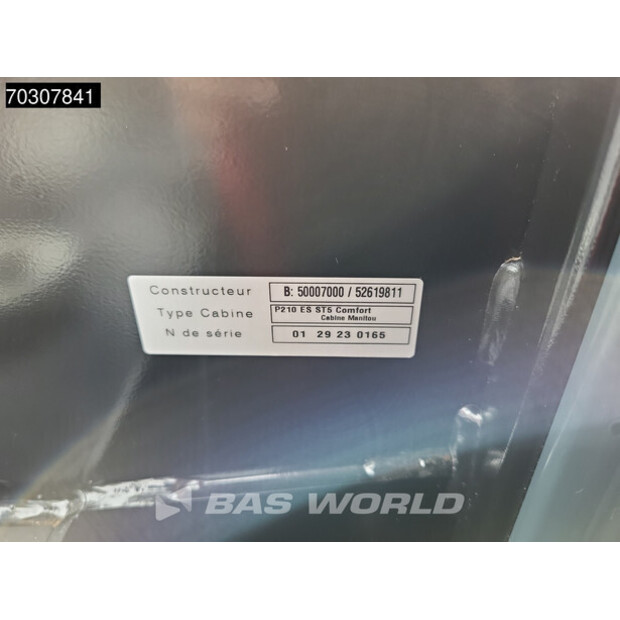 70307841
Constructeur B: 50007000 / 52619811
Type Cabine P210 ES ST5 Comfort
Cabine Manitou
N de série 01 29 23 0165
BAS WORLD